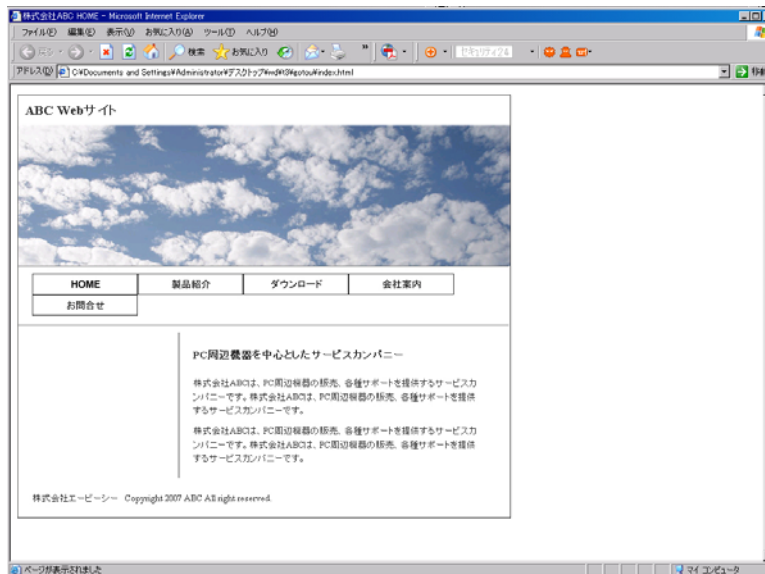 株式会社ABC HOME - Microsoft Internet Explorer
ファイル(F) 編集(E) 表示(V) お気に入り(A) ツール(T) ヘルプ(H)
検索 お気に入り
アドレス(D) C:¥Documents and Settings¥Administrator¥デスクトップ¥ index.html 移動
ABC Webサイト
HOME 製品紹介 ダウンロード 会社案内
お問合せ
PC周辺機器を中心としたサービスカンパニー
株式会社ABCは、PC周辺機器の販売、各種サポートを提供するサービスカ
ンパニーです。株式会社ABCは、PC周辺機器の販売、各種サポートを提供
するサービスカンパニーです。
株式会社ABCは、PC周辺機器の販売、各種サポートを提供するサービスカ
ンパニーです。株式会社ABCは、PC周辺機器の販売、各種サポートを提供
するサービスカンパニーです。
株式会社エービーシー Copyright 2007 ABC All right reserved.
ページが表示されました マイ コンピュータ